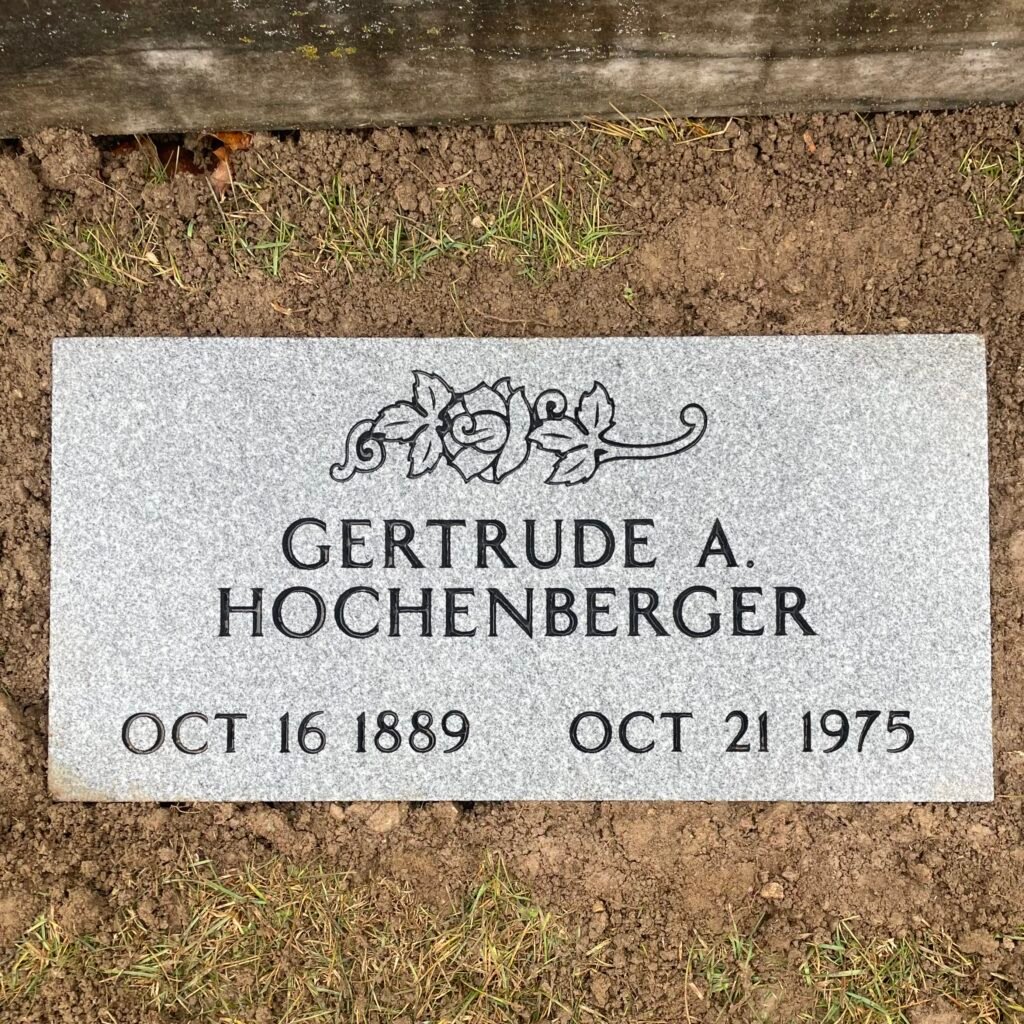 GERTRUDE A.
HOCHENBERGER
OCT 16 1889 OCT 21 1975